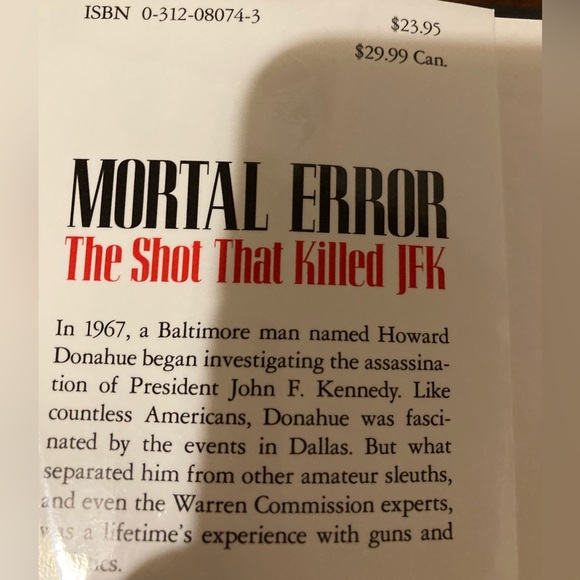 ISBN 0-312-08074-3
$23.95
$29.99 Can.
MORTAL ERROR
The Shot That Killed JFK
In 1967, a Baltimore man named Howard
Donahue began investigating the assassina-
tion of President John F. Kennedy. Like
countless Americans, Donahue was fasci-
nated by the events in Dallas. But what
separated him from other amateur sleuths,
and even the Warren Commission experts,
was a lifetime's experience with guns and